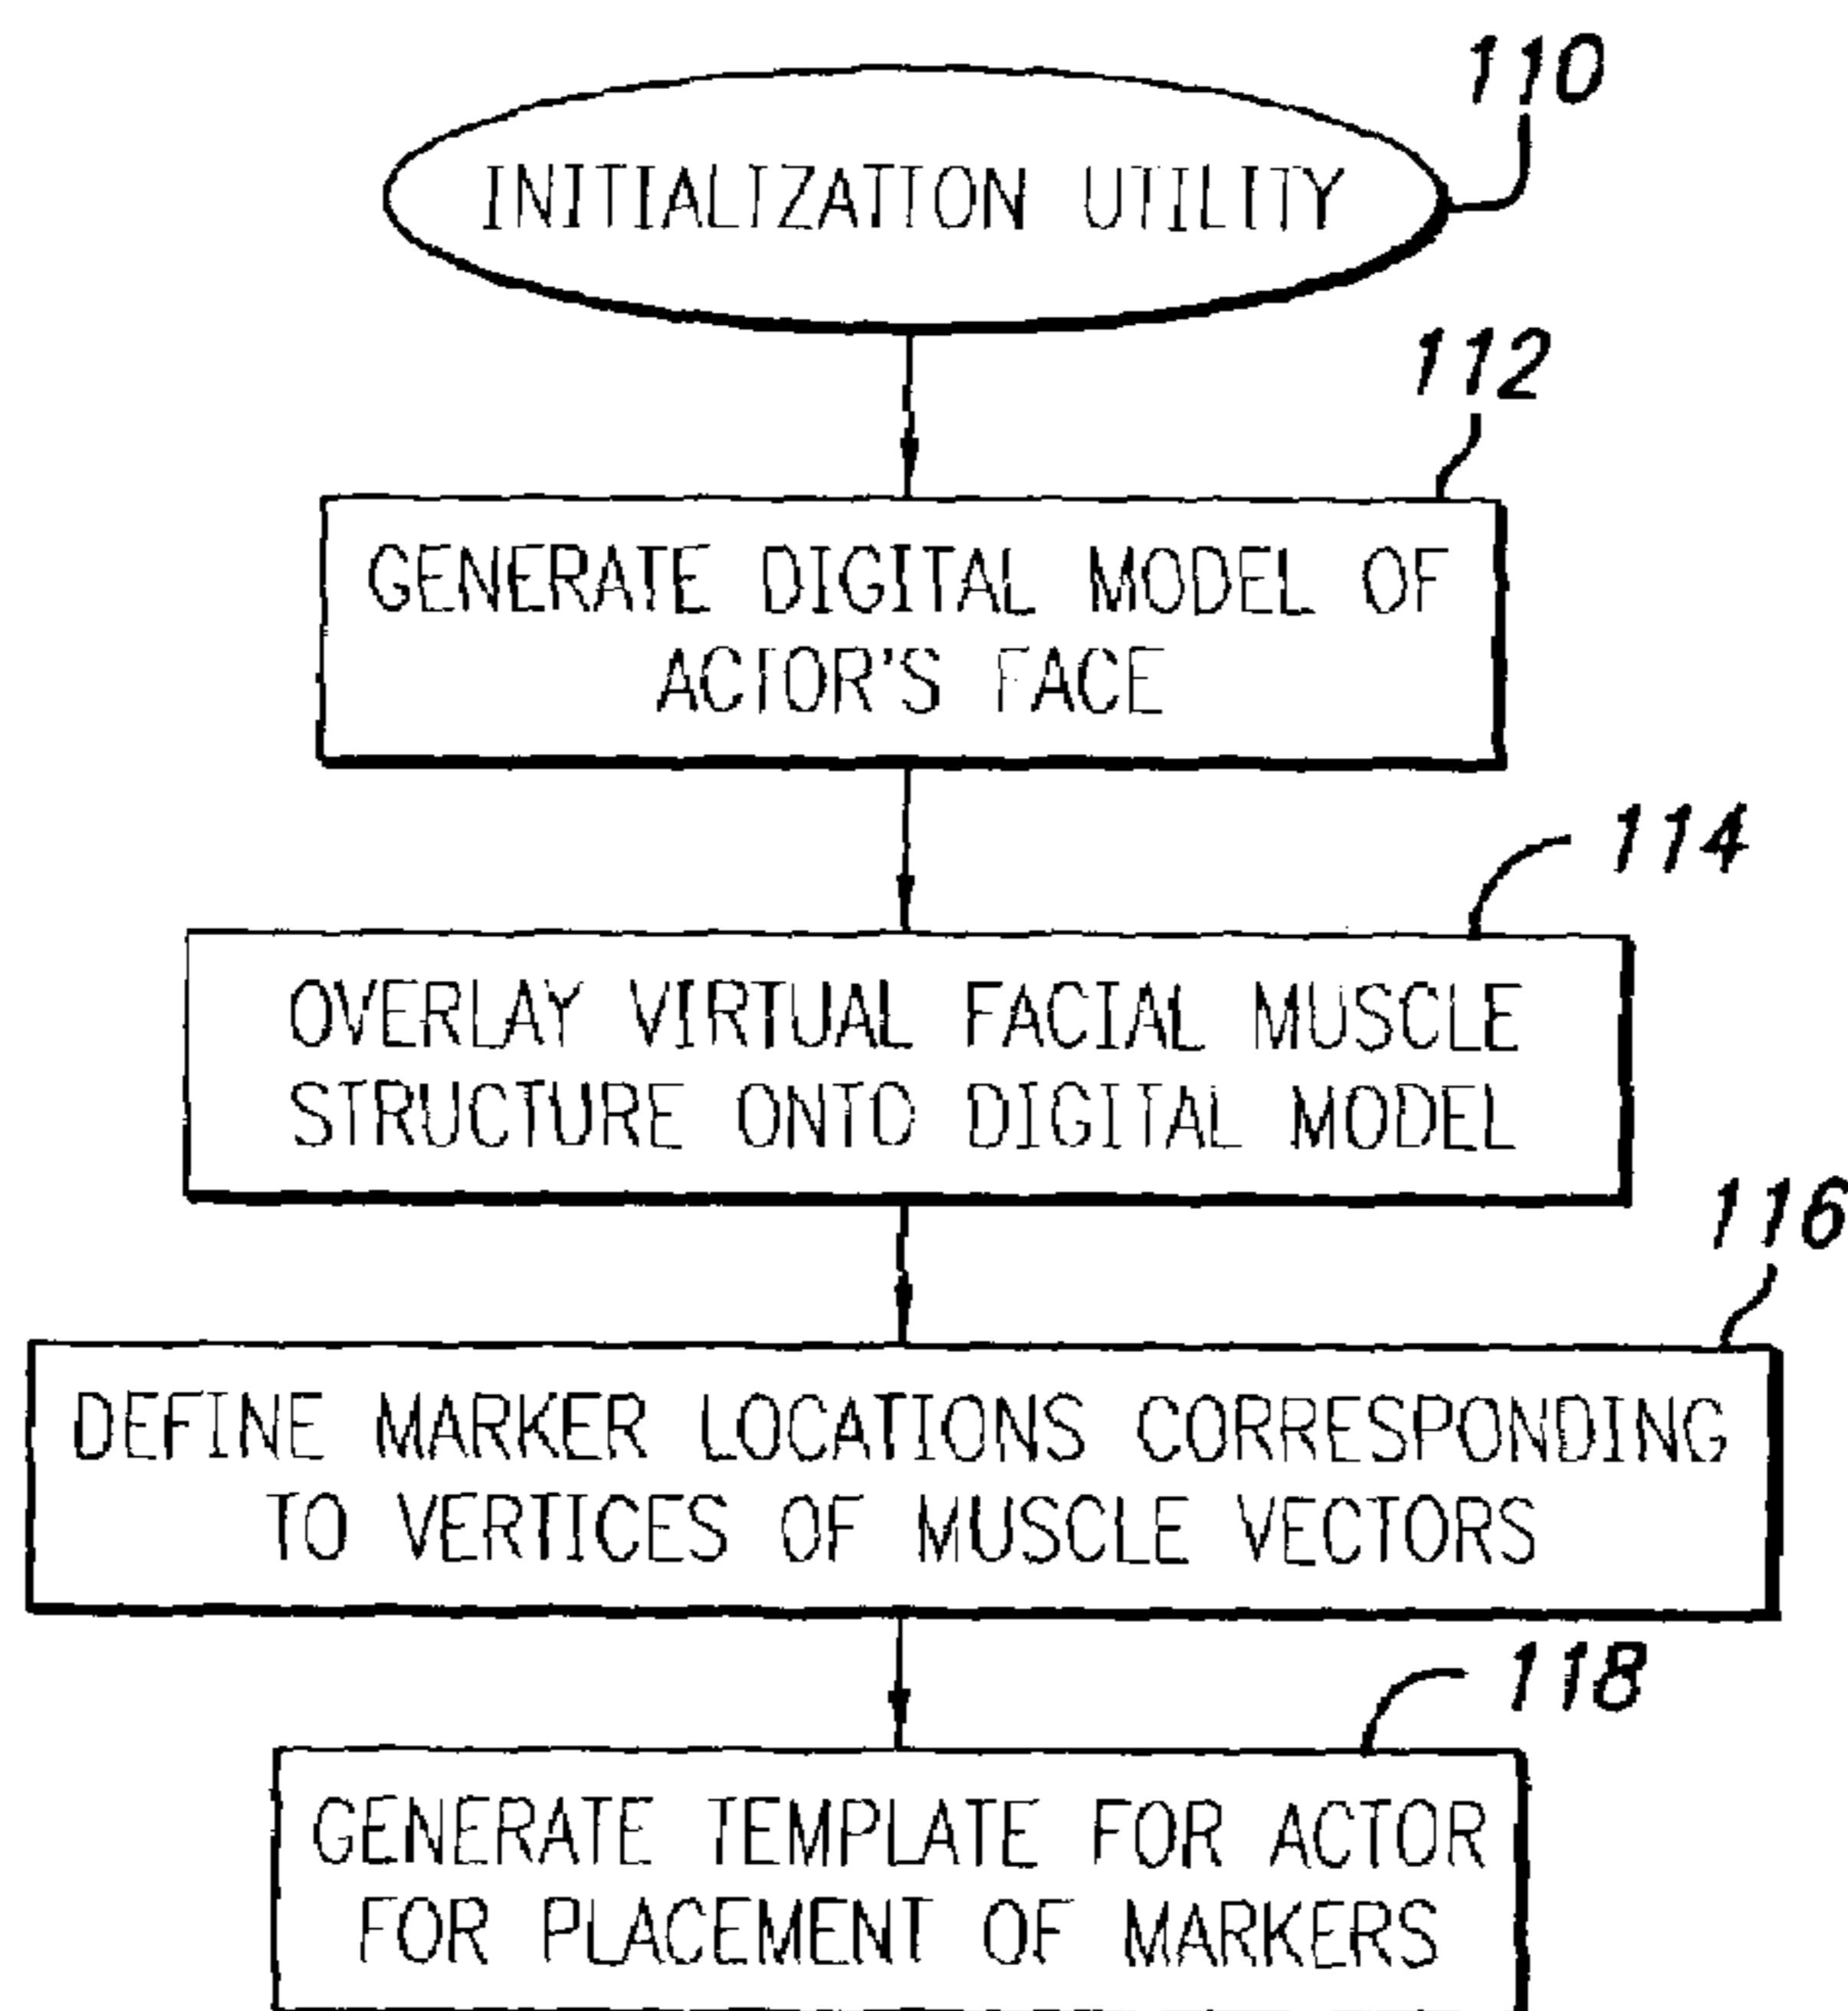 110
INITIALIZATION UTILITY
112
GENERATE DIGITAL MODEL OF
ACTOR'S FACE
114
OVERLAY VIRTUAL FACIAL MUSCLE
STRUCTURE ONTO DIGITAL MODEL
116
DEFINE MARKER LOCATIONS CORRESPONDING
TO VERTICES OF MUSCLE VECTORS
118
GENERATE TEMPLATE FOR ACTOR
FOR PLACEMENT OF MARKERS